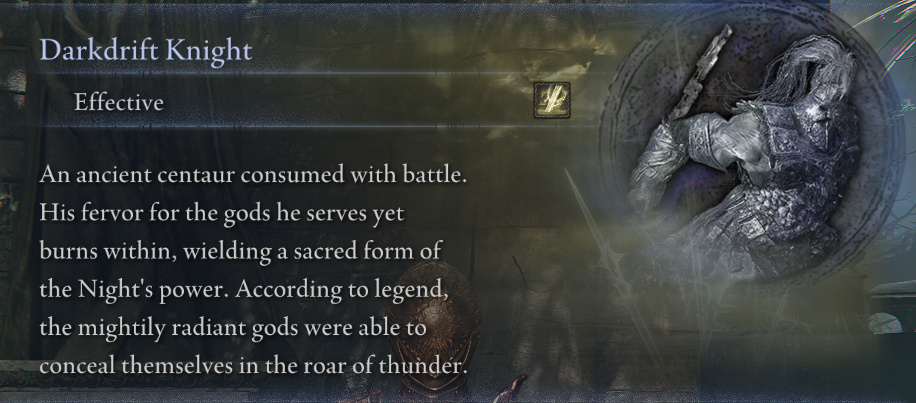 Darkdrift Knight
Effective
An ancient centaur consumed with battle.
His fervor for the gods he serves yet
burns within, wielding a sacred form of
the Night's power. According to legend,
the mightily radiant gods were able to
conceal themselves in the roar of thunder.